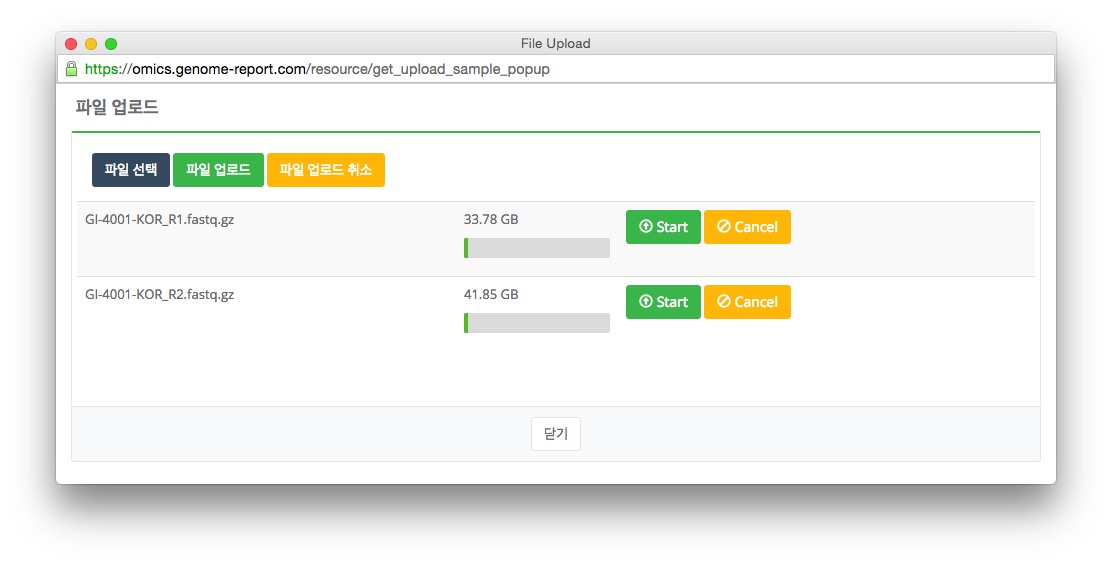 File Upload
https://omics.genome-report.com/resource/get_upload_sample_popup
파일 업로드
파일 선택 파일 업로드 파일 업로드 취소
GI-4001-KOR_R1.fastq.gz 33.78 GB Start Cancel
GI-4001-KOR_R2.fastq.gz 41.85 GB Start Cancel
닫기